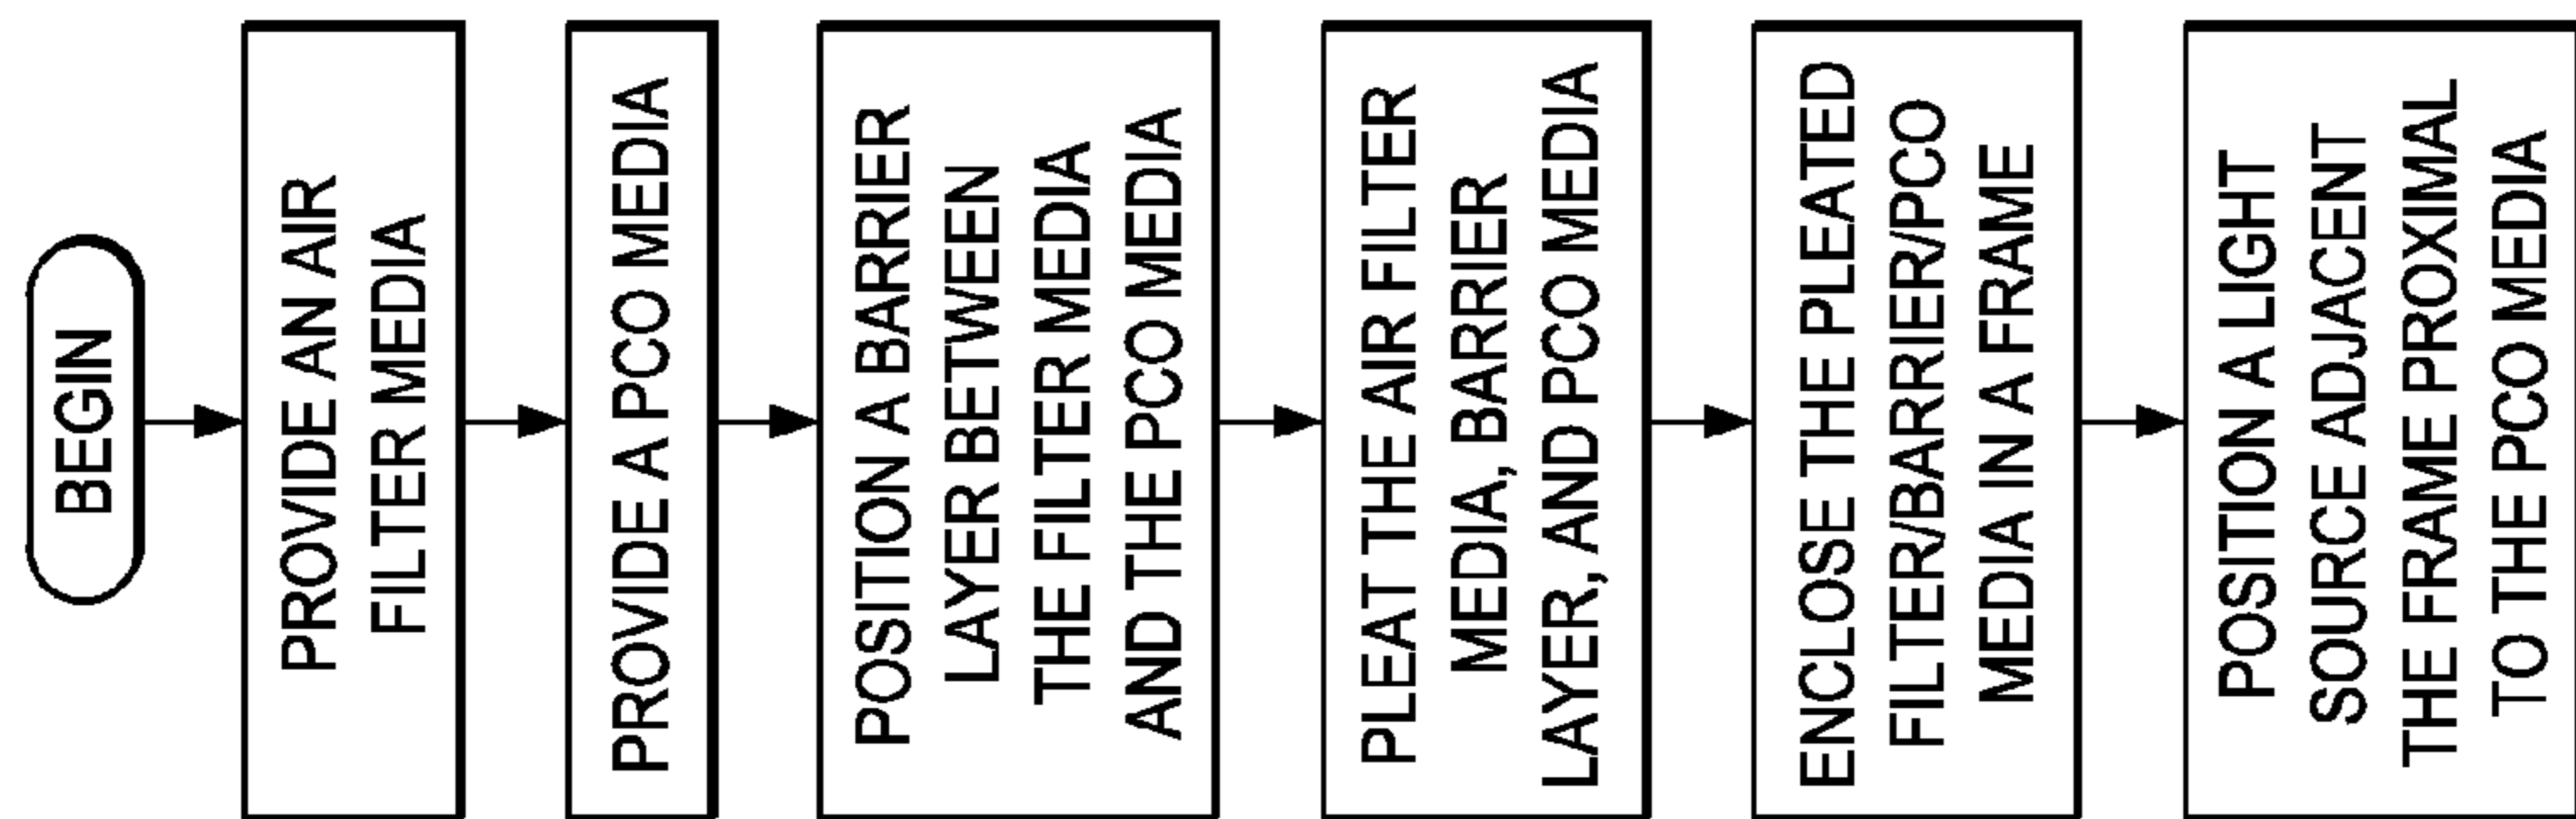 BEGIN
PROVIDE AN AIR
FILTER MEDIA
PROVIDE A PCO MEDIA
POSITION A BARRIER
LAYER BETWEEN
THE FILTER MEDIA
AND THE PCO MEDIA
PLEAT THE AIR FILTER
MEDIA, BARRIER
LAYER, AND PCO MEDIA
ENCLOSE THE PLEATED
FILTER/BARRIER/PCO
MEDIA IN A FRAME
POSITION A LIGHT
SOURCE ADJACENT
THE FRAME PROXIMAL
TO THE PCO MEDIA